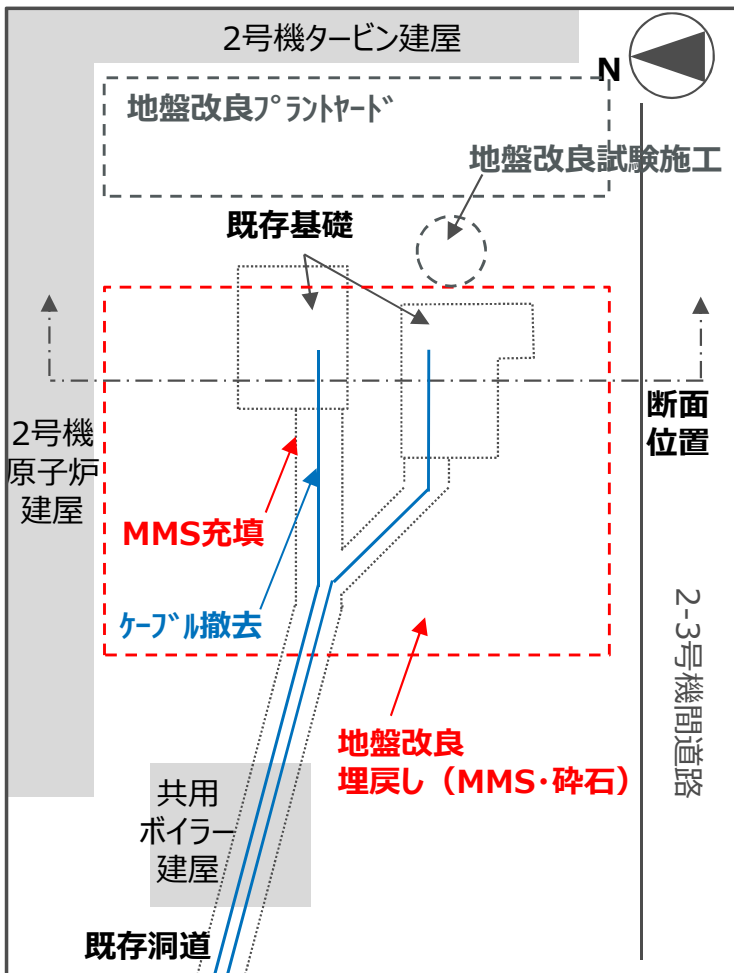 2号機タービン建屋
N
地盤改良ﾌﾟﾗﾝﾄﾔｰﾄﾞ
地盤改良試験施工
既存基礎
断面
位置
2号機
原子炉
建屋
MMS充填
ｹｰﾌﾞﾙ撤去
2-3号機間道路
地盤改良
埋戻し（MMS･砕石）
共用
ボイラー
建屋
既存洞道